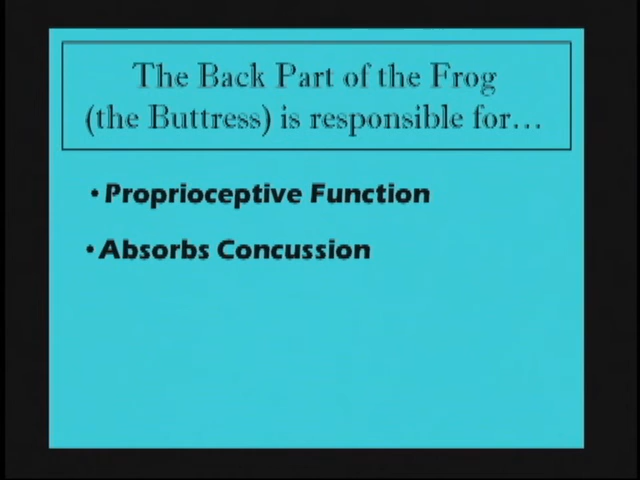 The Back Part of the Frog
(the Buttress) is responsible for...
• Proprioceptive Function
• Absorbs Concussion